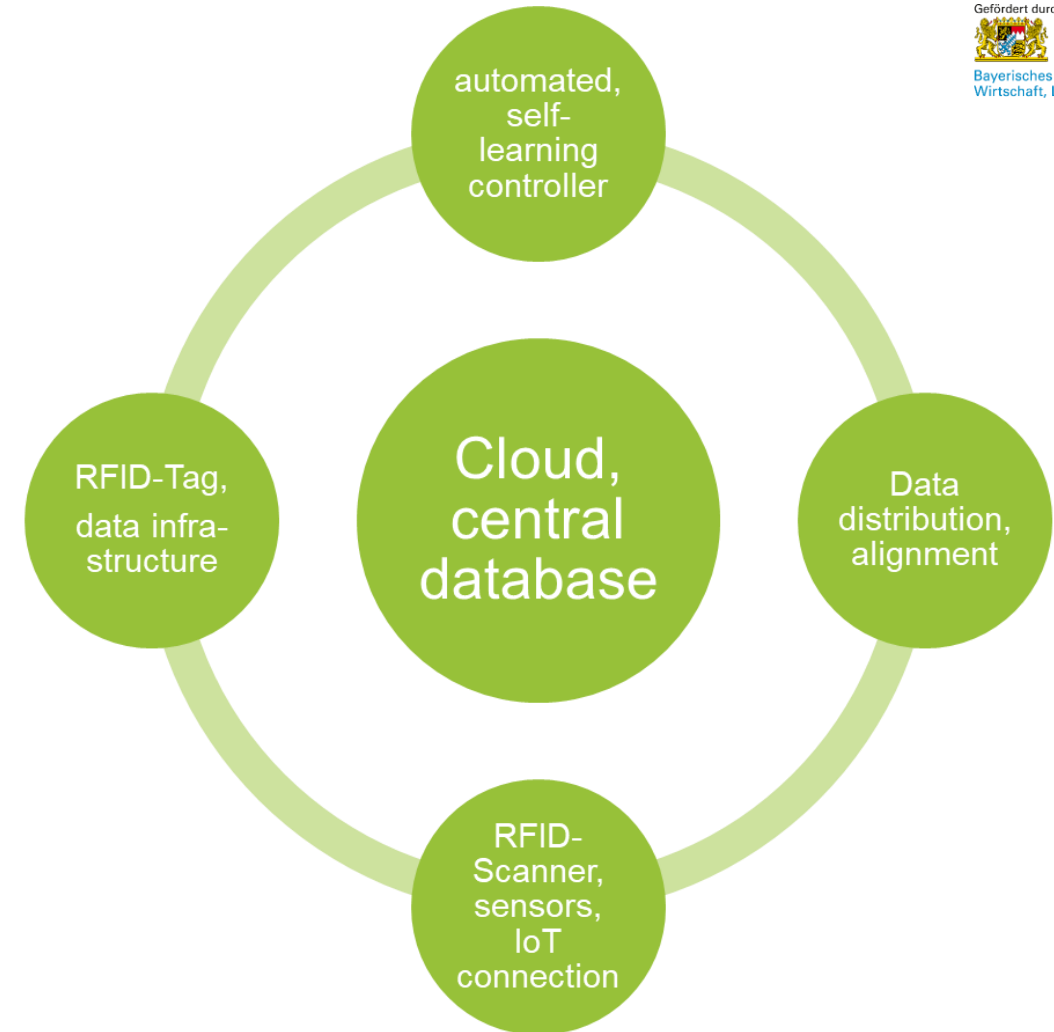 Gefördert durc
Bayerisches
Wirtschaft,
automated,
self-
learning
controller
RFID-Tag,
data infra-
structure
Cloud,
central
database
Data
distribution,
alignment
RFID-
Scanner,
sensors,
IoT
connection